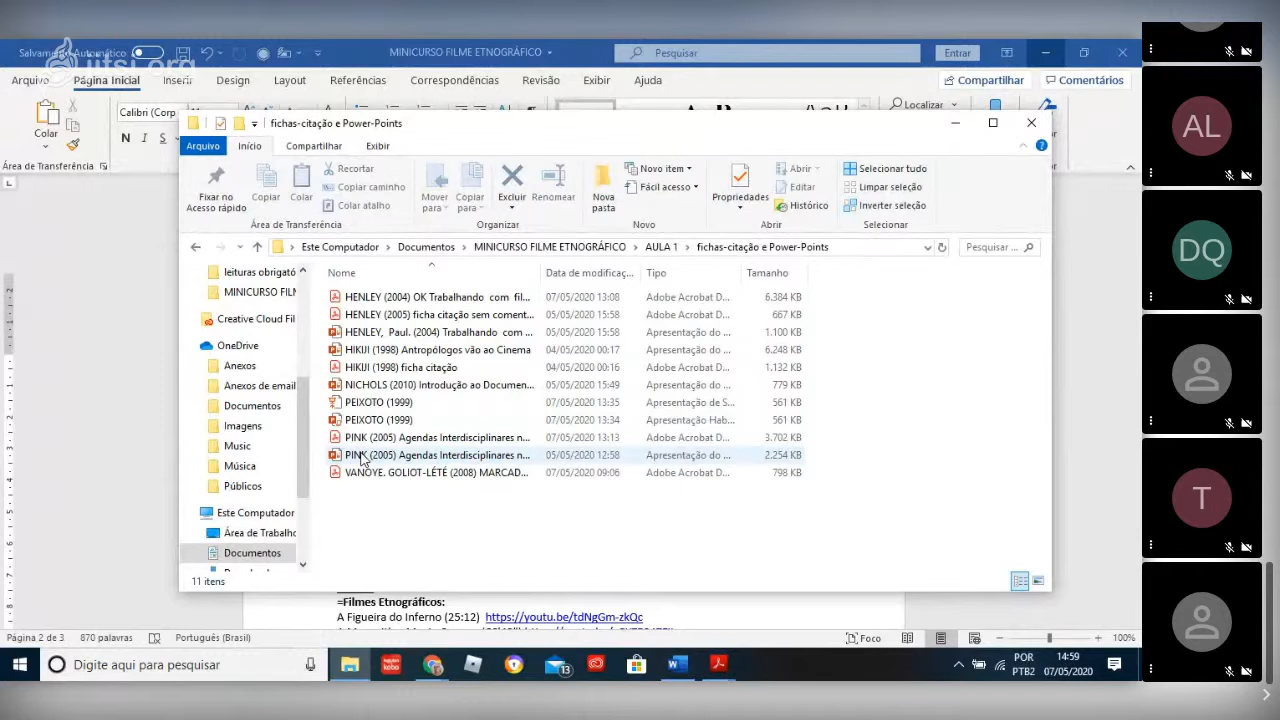 Salvamento Automático
MINICURSO FILME ETNOGRÁFICO
Pesquisar
Entrar
jitsi.org
Arquivo Página Inicial Inserir Design Layout Referências Correspondências Revisão Exibir Ajuda Compartilhar Comentários
Colar
Calibri (Corp
N I S
Localizar
Área de Transferência
fichas-citação e Power-Points
Arquivo Início Compartilhar Exibir
Fixar no Acesso rápido
Copiar
Colar
Recortar
Copiar caminho
Colar atalho
Mover para
Copiar para
Excluir
Renomear
Nova pasta
Novo item
Fácil acesso
Propriedades
Abrir
Editar
Histórico
Selecionar tudo
Limpar seleção
Inverter seleção
Área de Transferência Organizar Novo Abrir Selecionar
Este Computador Documentos MINICURSO FILME ETNOGRÁFICO AULA 1 fichas-citação e Power-Points
Pesquisar ...
leituras obrigató
MINICURSO FILM
Creative Cloud Fil
OneDrive
Anexos
Anexos de email
Documentos
Imagens
Music
Música
Públicos
Este Computador
Área de Trabalho
Documentos
Nome Data de modificaç... Tipo Tamanho
HENLEY (2004) OK Trabalhando com fil... 07/05/2020 13:08 Adobe Acrobat D... 6.384 KB
HENLEY (2005) ficha citação sem coment... 05/05/2020 15:58 Adobe Acrobat D... 667 KB
HENLEY, Paul. (2004) Trabalhando com ... 05/05/2020 15:58 Apresentação do ... 1.100 KB
HIKIJI (1998) Antropólogos vão ao Cinema 04/05/2020 00:17 Apresentação do ... 6.248 KB
HIKIJI (1998) ficha citação 04/05/2020 00:16 Adobe Acrobat D... 1.132 KB
NICHOLS (2010) Introdução ao Documen... 05/05/2020 15:49 Apresentação do ... 779 KB
PEIXOTO (1999) 07/05/2020 13:35 Apresentação de S... 561 KB
PEIXOTO (1999) 07/05/2020 13:34 Apresentação Hab... 561 KB
PINK (2005) Agendas Interdisciplinares n... 07/05/2020 13:13 Adobe Acrobat D... 3.702 KB
PINK (2005) Agendas Interdisciplinares n... 05/05/2020 12:58 Apresentação do ... 2.254 KB
VANOYE. GOLIOT-LÉTÉ (2008) MARCAD... 07/05/2020 09:06 Adobe Acrobat D... 798 KB
11 itens
=Filmes Etnográficos:
A Figueira do Inferno (25:12) https://youtu.be/tdNgGm-zkQc
Página 2 de 3 870 palavras Português (Brasil) Foco 100%
Digite aqui para pesquisar
13
POR
PTB2
14:59
07/05/2020
AL
DQ
T